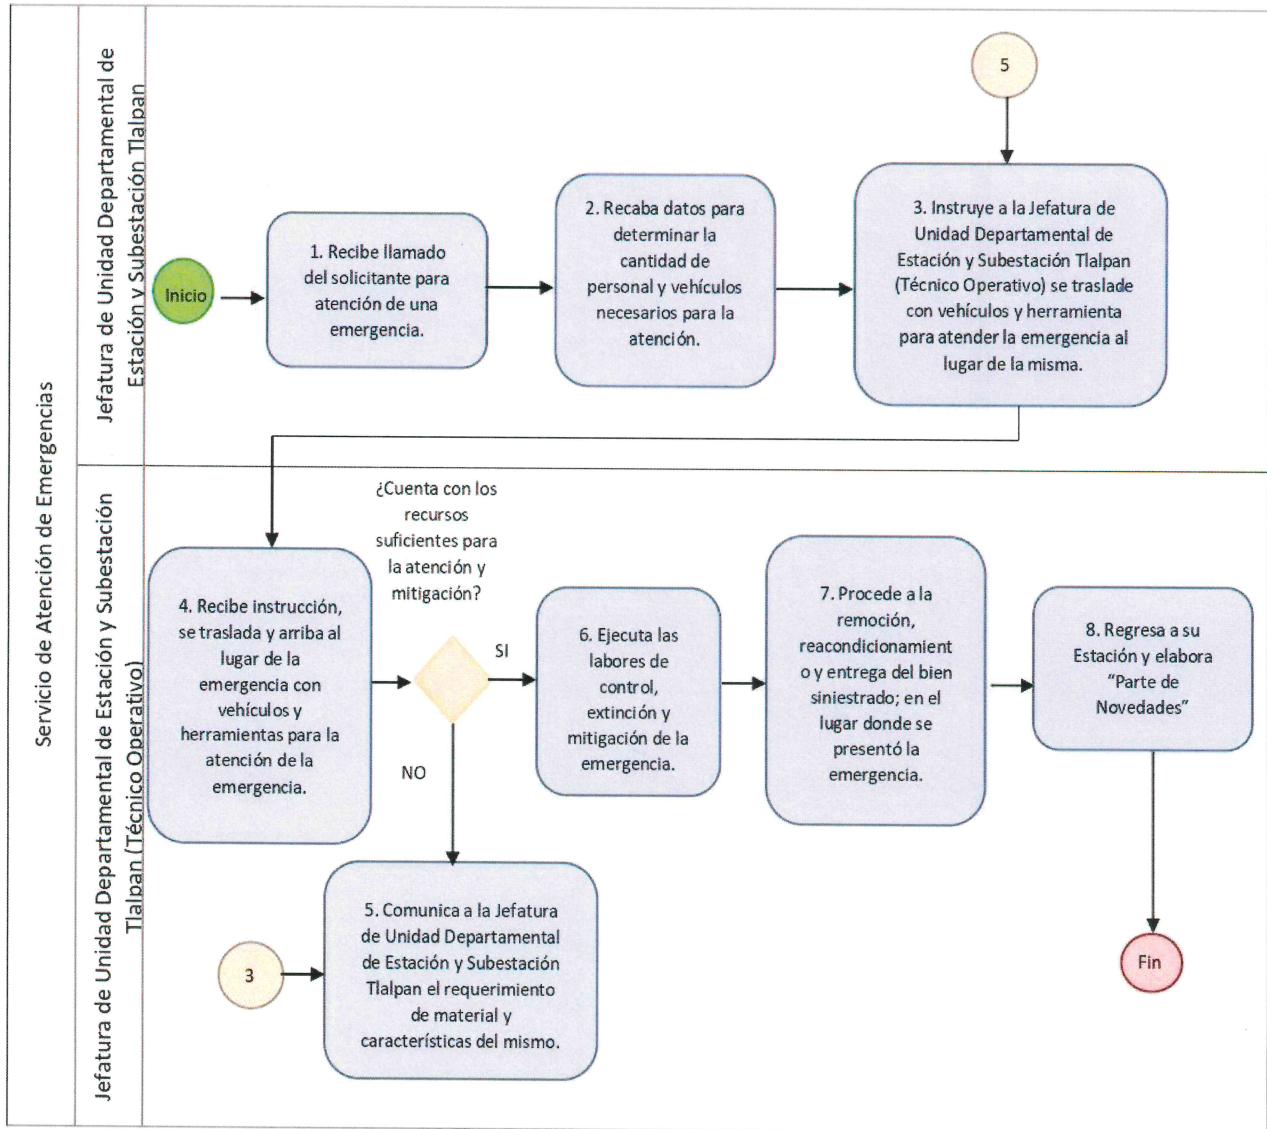 Servicio de Atención de Emergencias
Jefatura de Unidad Departamental de
Estación y Subestación Tlalpan
5
Inicio
1. Recibe llamado
del solicitante para
atención de una
emergencia.
2. Recaba datos para
determinar la
cantidad de
personal y vehículos
necesarios para la
atención.
3. Instruye a la Jefatura de
Unidad Departamental de
Estación y Subestación Tlalpan
(Técnico Operativo) se traslade
con vehículos y herramienta
para atender la emergencia al
lugar de la misma.
Jefatura de Unidad Departamental de Estación y Subestación
Tlalpan (Técnico Operativo)
4. Recibe instrucción,
se traslada y arriba al
lugar de la
emergencia con
vehículos y
herramientas para la
atención de la
emergencia.
¿Cuenta con los
recursos
suficientes para
la atención y
mitigación?
SI
NO
3
5. Comunica a la Jefatura
de Unidad Departamental
de Estación y Subestación
Tlalpan el requerimiento
de material y
características del mismo.
6. Ejecuta las
labores de
control,
extinción y
mitigación de la
emergencia.
7. Procede a la
remoción,
reacondicionamient
o y entrega del bien
siniestrado; en el
lugar donde se
presentó la
emergencia.
8. Regresa a su
Estación y elabora
“Parte de
Novedades”
Fin